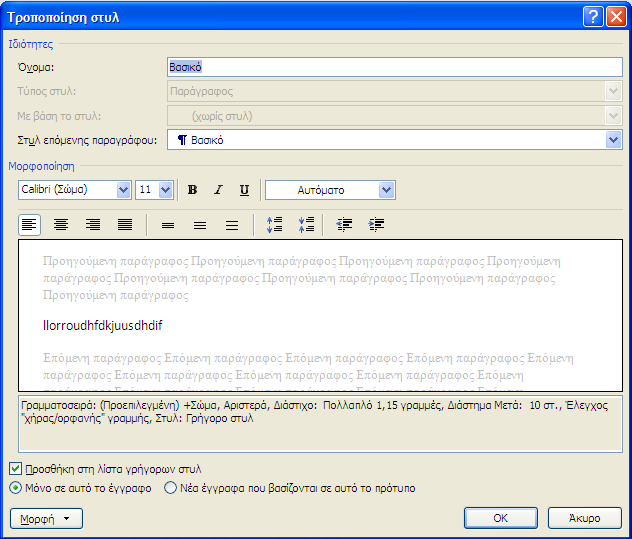 Τροποποίηση στυλ
Ιδιότητες
Όνομα: Βασικό
Τύπος στυλ: Παράγραφος
Με βάση το στυλ: (χωρίς στυλ)
Στυλ επόμενης παραγράφου: ¶ Βασικό
Μορφοποίηση
Calibri (Σώμα) 11 B I U Αυτόματο
Προηγούμενη παράγραφος Προηγούμενη παράγραφος Προηγούμενη παράγραφος Προηγούμενη
παράγραφος Προηγούμενη παράγραφος Προηγούμενη παράγραφος Προηγούμενη παράγραφος
Προηγούμενη παράγραφος
llorroudhfdkjuusdhdif
Επόμενη παράγραφος Επόμενη παράγραφος Επόμενη παράγραφος Επόμενη παράγραφος
Επόμενη παράγραφος Επόμενη παράγραφος Επόμενη παράγραφος Επόμενη παράγραφος
Επόμενη παράγραφος Επόμενη παράγραφος Επόμενη παράγραφος Επόμενη
Γραμματοσειρά: (Προεπιλεγμένη) +Σώμα, Αριστερά, Διάστιχο: Πολλαπλό 1,15 γραμμές, Διάστημα Μετά: 10 στ., Έλεγχος
"χήρας/ορφανής" γραμμής, Στυλ: Γρήγορο στυλ
Προσθήκη στη λίστα γρήγορων στυλ
Μόνο σε αυτό το έγγραφο Νέα έγγραφα που βασίζονται σε αυτό το πρότυπο
Μορφή OK Άκυρο